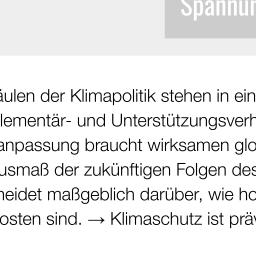 Spannun
äulen der Klimapolitik stehen in ein
lementär- und Unterstützungsverh
anpassung braucht wirksamen glo
usmaß der zukünftigen Folgen des
heidet maßgeblich darüber, wie ho
osten sind. → Klimaschutz ist präv